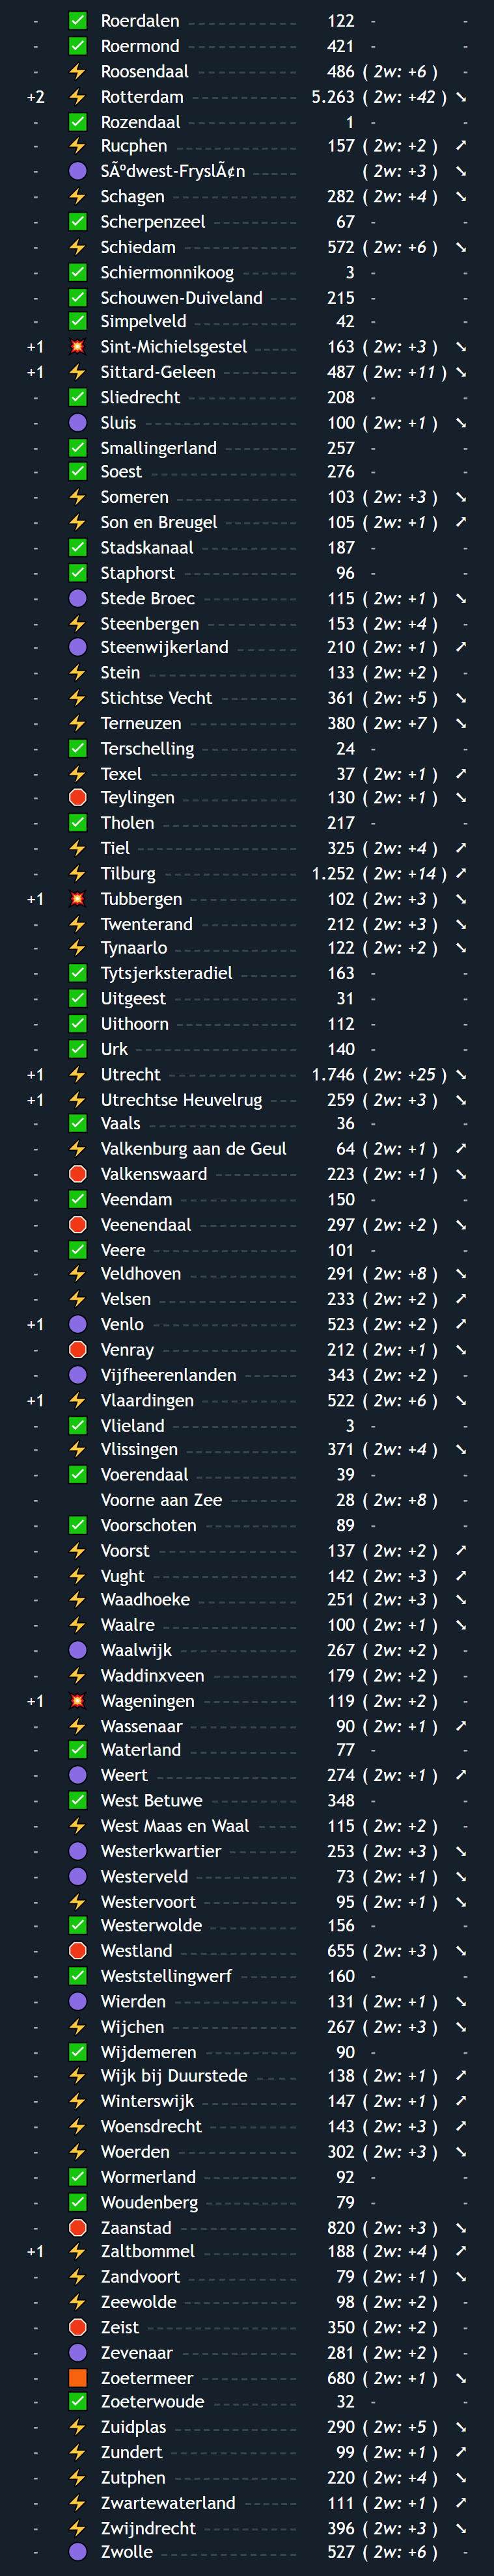 - ✅ Roerdalen 122 - -
- ✅ Roermond 421 - -
- ⚡ Roosendaal 486 ( 2w: +6 ) -
+2 ⚡ Rotterdam 5.263 ( 2w: +42 ) ➘
- ✅ Rozendaal 1 - -
- ⚡ Rucphen 157 ( 2w: +2 ) ➚
- 🟣 SÃºdwest-FryslÃ¢n ( 2w: +3 ) ➘
- ⚡ Schagen 282 ( 2w: +4 ) ➘
- ✅ Scherpenzeel 67 - -
- ⚡ Schiedam 572 ( 2w: +6 ) ➘
- ✅ Schiermonnikoog 3 - -
- ✅ Schouwen-Duiveland 215 - -
- ✅ Simpelveld 42 - -
+1 💥 Sint-Michielsgestel 163 ( 2w: +3 ) ➘
+1 ⚡ Sittard-Geleen 487 ( 2w: +11 ) ➘
- ✅ Sliedrecht 208 - -
- 🟣 Sluis 100 ( 2w: +1 ) ➘
- ✅ Smallingerland 257 - -
- ✅ Soest 276 - -
- ⚡ Someren 103 ( 2w: +3 ) ➘
- ⚡ Son en Breugel 105 ( 2w: +1 ) ➚
- ✅ Stadskanaal 187 - -
- ✅ Staphorst 96 - -
- 🟣 Stede Broec 115 ( 2w: +1 ) ➘
- ⚡ Steenbergen 153 ( 2w: +4 ) -
- 🟣 Steenwijkerland 210 ( 2w: +1 ) ➚
- ⚡ Stein 133 ( 2w: +2 ) -
- ⚡ Stichtse Vecht 361 ( 2w: +5 ) ➘
- ⚡ Terneuzen 380 ( 2w: +7 ) ➘
- ✅ Terschelling 24 - -
- ⚡ Texel 37 ( 2w: +1 ) ➚
- 🛑 Teylingen 130 ( 2w: +1 ) ➘
- ✅ Tholen 217 - -
- ⚡ Tiel 325 ( 2w: +4 ) ➚
- ⚡ Tilburg 1.252 ( 2w: +14 ) ➚
+1 💥 Tubbergen 102 ( 2w: +3 ) ➘
- ⚡ Twenterand 212 ( 2w: +3 ) ➘
- ⚡ Tynaarlo 122 ( 2w: +2 ) ➘
- ✅ Tytsjerksteradiel 163 - -
- ✅ Uitgeest 31 - -
- ✅ Uithoorn 112 - -
- ✅ Urk 140 - -
+1 ⚡ Utrecht 1.746 ( 2w: +25 ) ➘
+1 ⚡ Utrechtse Heuvelrug 259 ( 2w: +3 ) ➘
- ✅ Vaals 36 - -
- ⚡ Valkenburg aan de Geul 64 ( 2w: +1 ) ➚
- 🛑 Valkenswaard 223 ( 2w: +1 ) ➘
- ✅ Veendam 150 - -
- 🛑 Veenendaal 297 ( 2w: +2 ) ➘
- ✅ Veere 101 - -
- ⚡ Veldhoven 291 ( 2w: +8 ) ➘
- ⚡ Velsen 233 ( 2w: +2 ) ➚
+1 🟣 Venlo 523 ( 2w: +2 ) ➚
- 🛑 Venray 212 ( 2w: +1 ) ➘
- 🟣 Vijfheerenlanden 343 ( 2w: +2 ) -
+1 ⚡ Vlaardingen 522 ( 2w: +6 ) ➘
- ✅ Vlieland 3 - -
- ⚡ Vlissingen 371 ( 2w: +4 ) ➘
- ✅ Voerendaal 39 - -
- Voorne aan Zee 28 ( 2w: +8 ) -
- ✅ Voorschoten 89 - -
- ⚡ Voorst 137 ( 2w: +2 ) ➚
- ⚡ Vught 142 ( 2w: +3 ) ➚
- ⚡ Waadhoeke 251 ( 2w: +3 ) ➘
- ⚡ Waalre 100 ( 2w: +1 ) ➘
- 🟣 Waalwijk 267 ( 2w: +2 ) -
- ⚡ Waddinxveen 179 ( 2w: +2 ) -
+1 💥 Wageningen 119 ( 2w: +2 ) -
- ⚡ Wassenaar 90 ( 2w: +1 ) ➚
- ✅ Waterland 77 - -
- 🟣 Weert 274 ( 2w: +1 ) ➚
- ✅ West Betuwe 348 - -
- ⚡ West Maas en Waal 115 ( 2w: +2 ) -
- 🟣 Westerkwartier 253 ( 2w: +3 ) ➘
- 🟣 Westerveld 73 ( 2w: +1 ) ➘
- ⚡ Westervoort 95 ( 2w: +1 ) ➘
- ✅ Westerwolde 156 - -
- 🛑 Westland 655 ( 2w: +3 ) ➘
- ✅ Weststellingwerf 160 - -
- 🟣 Wierden 131 ( 2w: +1 ) ➘
- ⚡ Wijchen 267 ( 2w: +3 ) ➘
- ✅ Wijdemeren 90 - -
- ⚡ Wijk bij Duurstede 138 ( 2w: +1 ) ➚
- ⚡ Winterswijk 147 ( 2w: +1 ) ➚
- ⚡ Woensdrecht 143 ( 2w: +3 ) ➚
- ⚡ Woerden 302 ( 2w: +3 ) ➘
- ✅ Wormerland 92 - -
- ✅ Woudenberg 79 - -
- 🛑 Zaanstad 820 ( 2w: +3 ) ➘
+1 ⚡ Zaltbommel 188 ( 2w: +4 ) ➚
- ⚡ Zandvoort 79 ( 2w: +1 ) ➘
- ⚡ Zeewolde 98 ( 2w: +2 ) -
- 🛑 Zeist 350 ( 2w: +2 ) -
- 🟣 Zevenaar 281 ( 2w: +2 ) -
- 🟧 Zoetermeer 680 ( 2w: +1 ) ➘
- ✅ Zoeterwoude 32 - -
- ⚡ Zuidplas 290 ( 2w: +5 ) ➘
- ⚡ Zundert 99 ( 2w: +1 ) ➚
- ⚡ Zutphen 220 ( 2w: +4 ) ➘
- ⚡ Zwartewaterland 111 ( 2w: +1 ) ➚
- ⚡ Zwijndrecht 396 ( 2w: +3 ) ➘
- 🟣 Zwolle 527 ( 2w: +6 ) -